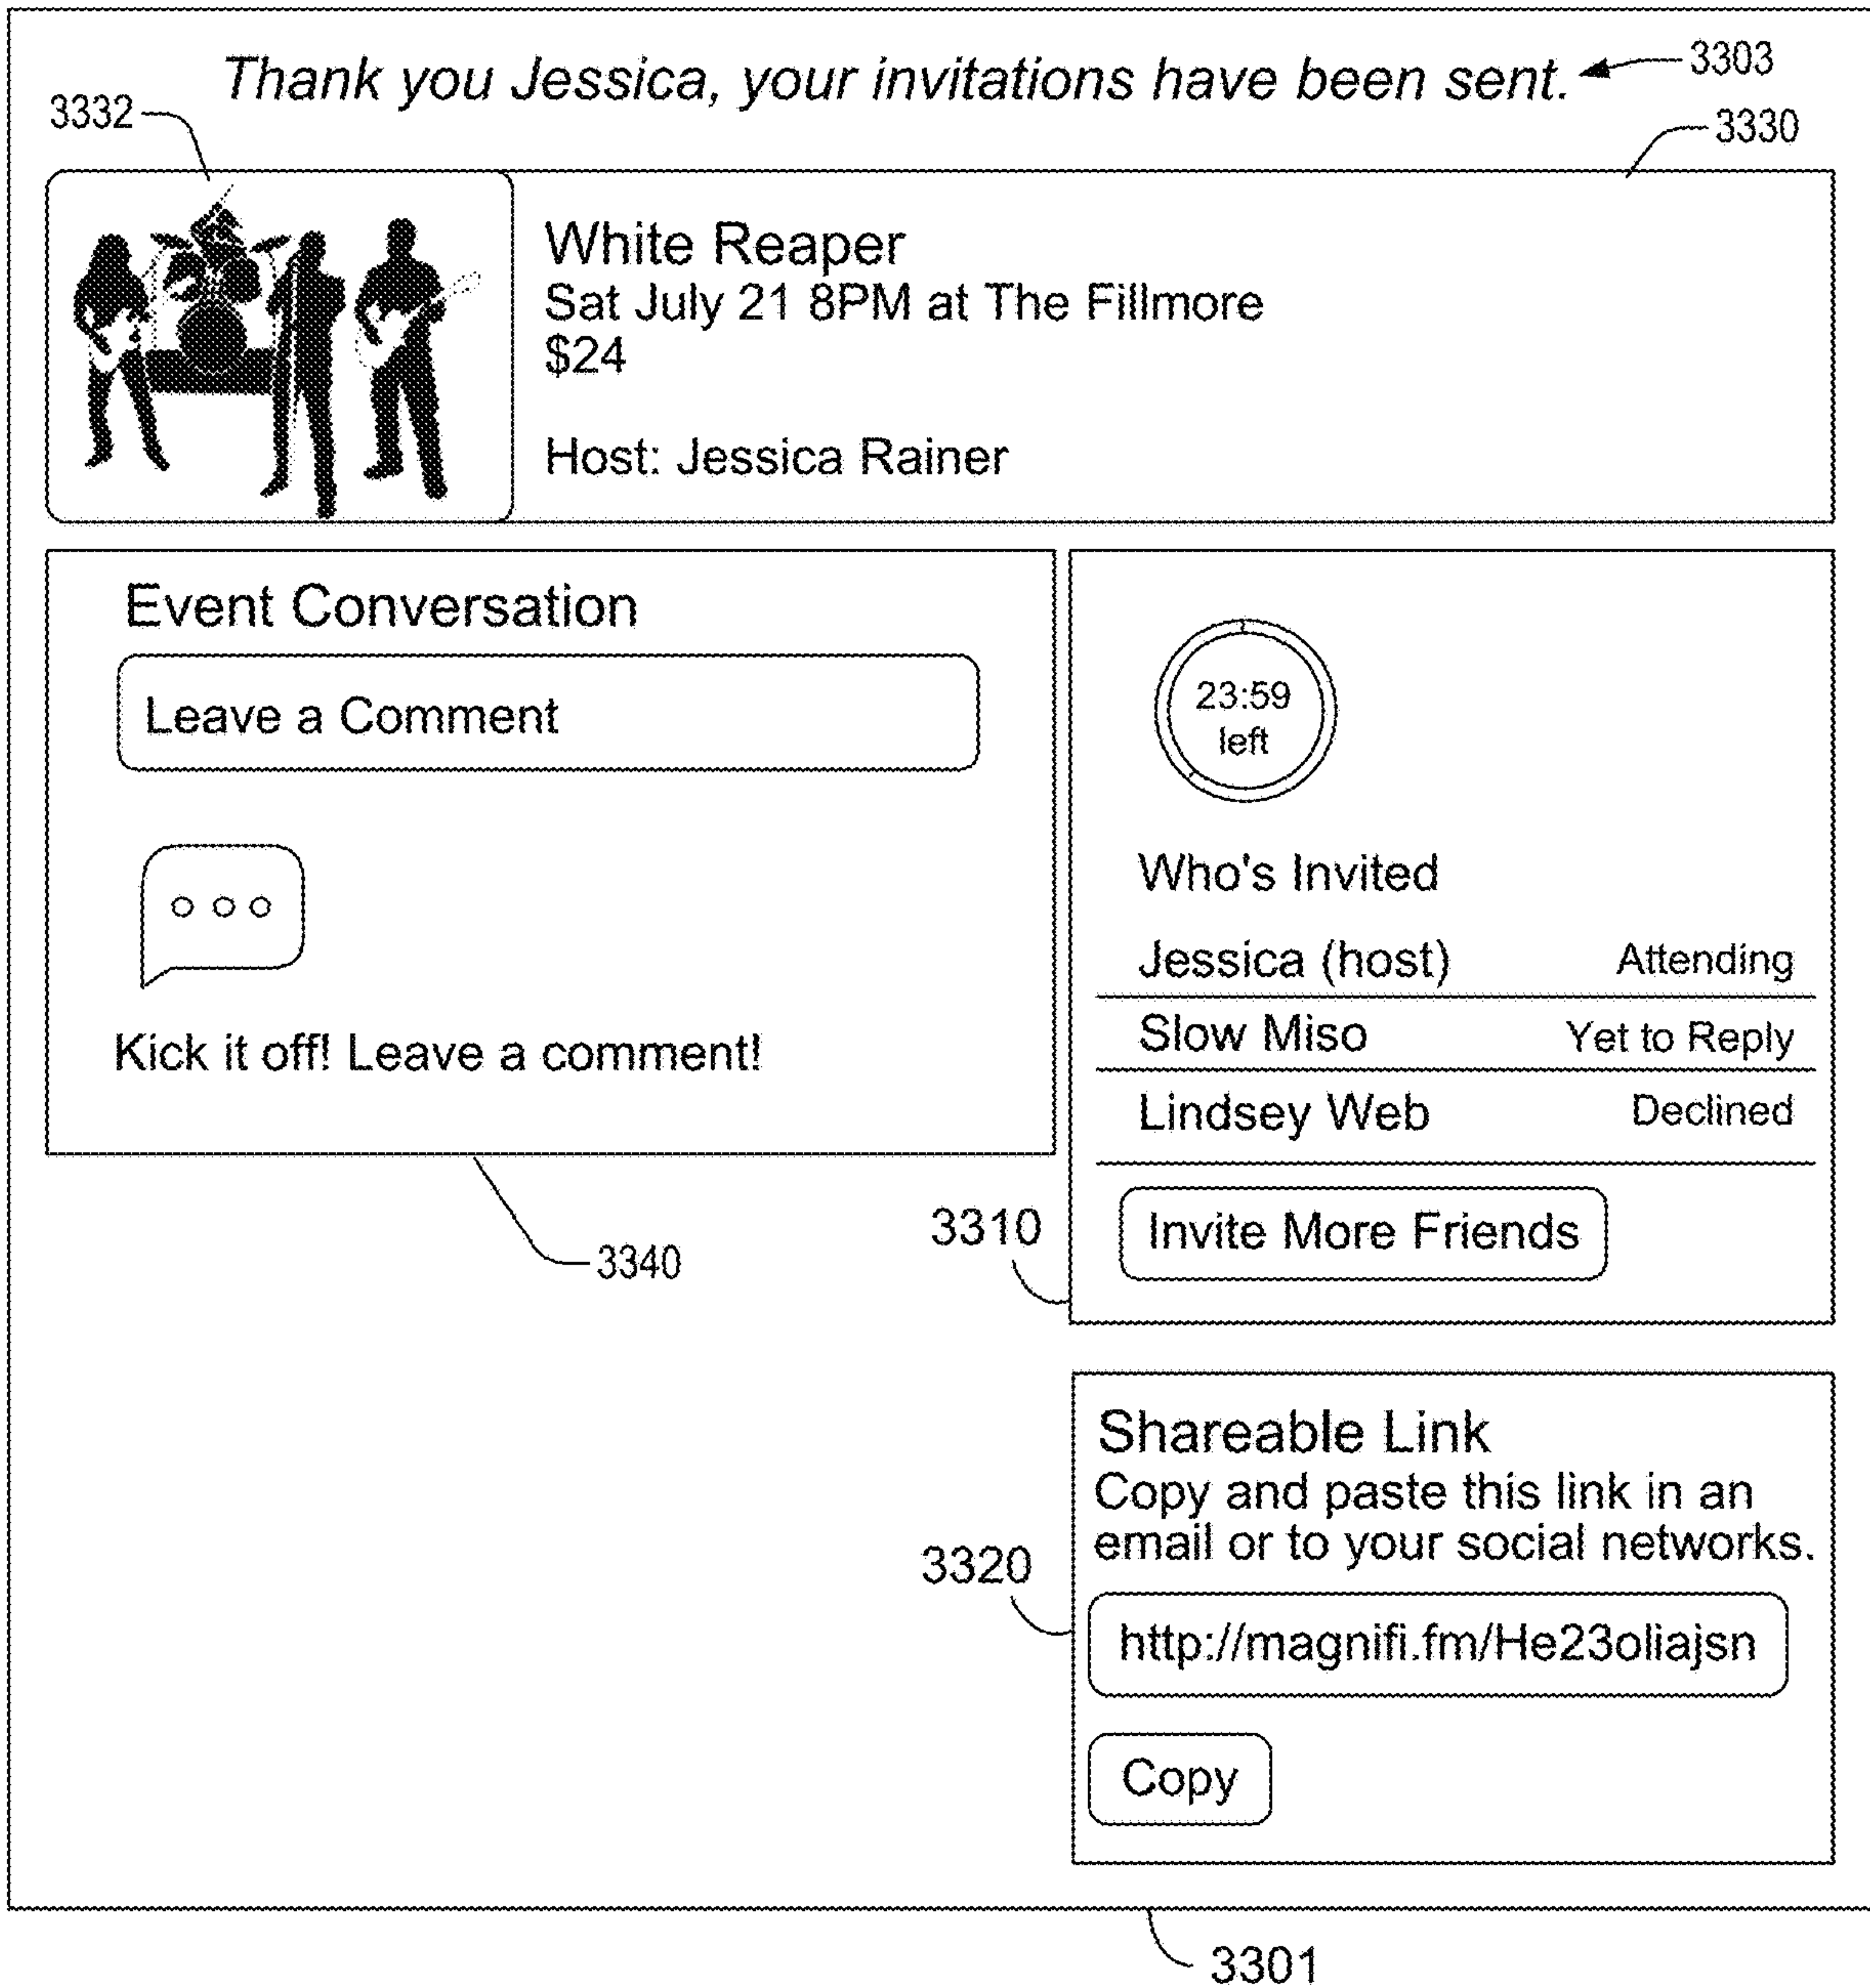 Thank you Jessica, your invitations have been sent.
3303
3332
3330
White Reaper
Sat July 21 8PM at The Fillmore
$24
Host: Jessica Rainer
Event Conversation
Leave a Comment
Kick it off! Leave a comment!
3340
23:59
left
Who's Invited
Jessica (host) Attending
Slow Miso Yet to Reply
Lindsey Web Declined
Invite More Friends
3310
Shareable Link
Copy and paste this link in an
email or to your social networks.
3320
http://magnifi.fm/He23oliajsn
Copy
3301